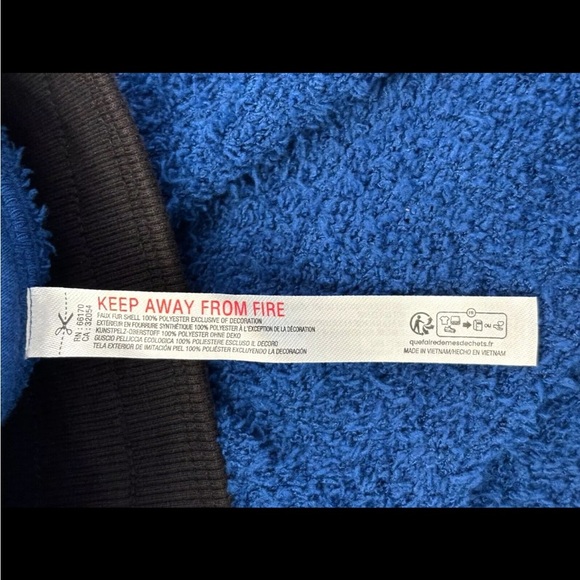 RN : 66170
CA : 32054
KEEP AWAY FROM FIRE
FAUX FUR SHELL 100% POLYESTER EXCLUSIVE OF DECORATION
EXTERIEUR EN FOURRURE SYNTHÉTIQUE 100% POLYESTER À L'EXCEPTION DE LA DÉCORATION
KUNSTPELZ-OBERSTOFF 100% POLYESTER OHNE DEKO
GUSCIO PELLICCIA ECOLOGICA 100% POLIESTERE ESCLUSO IL DECORO
TELA EXTERIOR DE IMITACIÓN PIEL 100% POLIÉSTER EXCLUYENDO LA DECORACIÓN
FR
OU
quefairedemesdechets.fr
MADE IN VIETNAM/HECHO EN VIETNAM